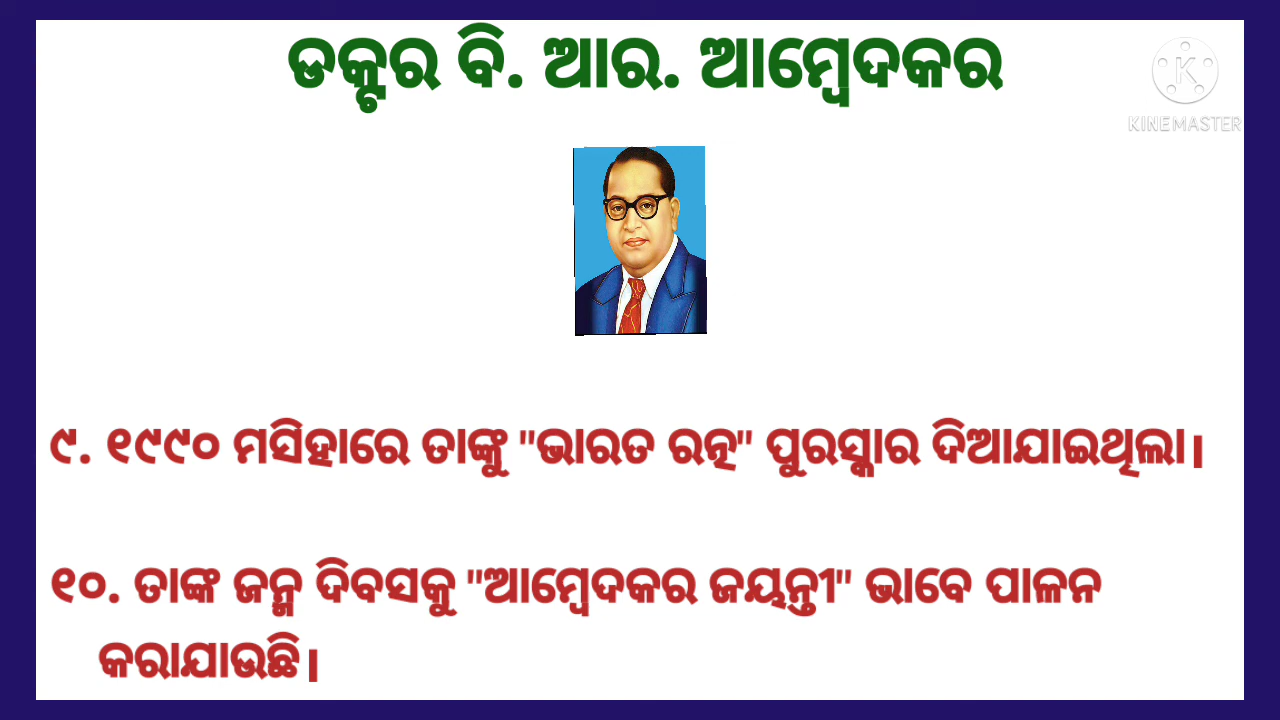 ଡକ୍ଟର ବି. ଆର. ଆମ୍ବେଦକର
KINEMASTER
୯. ୧୯୯୦ ମସିହାରେ ତାଙ୍କୁ "ଭାରତ ରତ୍ନ" ପୁରସ୍କାର ଦିଆଯାଇଥିଲା|
୧୦. ତାଙ୍କ ଜନ୍ମ ଦିବସକୁ "ଆମ୍ବେଦକର ଜୟନ୍ତୀ" ଭାବେ ପାଳନ
କରାଯାଉଛି|